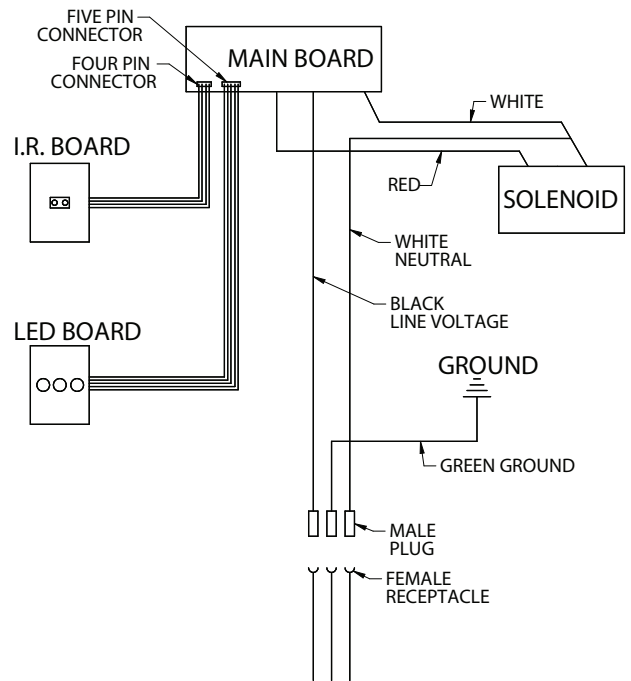 FIVE PIN
CONNECTOR
FOUR PIN
CONNECTOR
MAIN BOARD
WHITE
I.R. BOARD
RED
SOLENOID
WHITE
NEUTRAL
BLACK
LINE VOLTAGE
LED BOARD
GROUND
GREEN GROUND
MALE
PLUG
FEMALE
RECEPTACLE